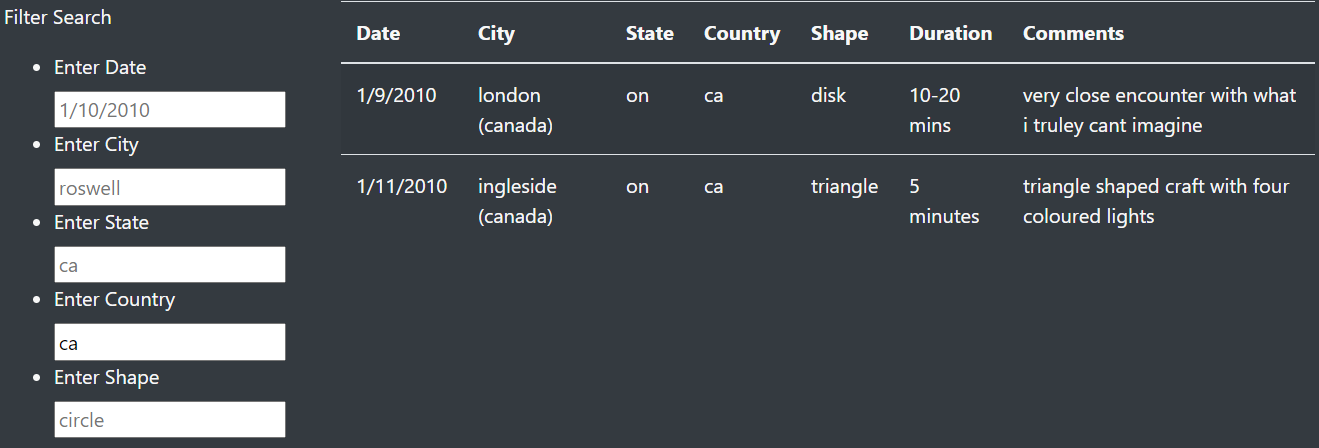 Filter Search
Enter Date
1/10/2010
Enter City
roswell
Enter State
ca
Enter Country
ca
Enter Shape
circle
Date City State Country Shape Duration Comments
1/9/2010 london on ca disk 10-20 very close encounter with what
(canada) mins i truley cant imagine
1/11/2010 ingleside on ca triangle 5 triangle shaped craft with four
(canada) minutes coloured lights